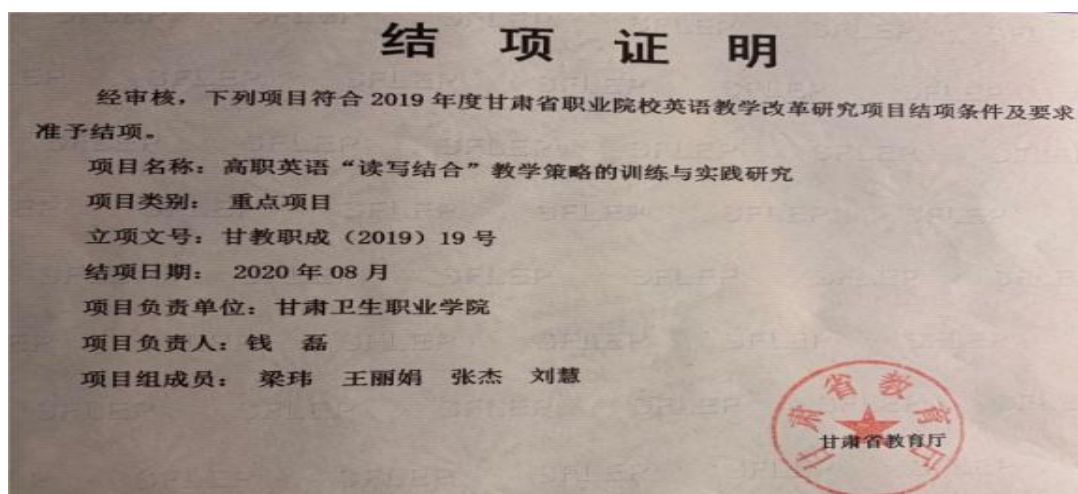 结 项 证 明
经审核，下列项目符合 2019 年度甘肃省职业院校英语教学改革研究项目结项条件及要求
准予结项。
项目名称：高职英语“读写结合”教学策略的训练与实践研究
项目类别： 重点项目
立项文号：甘教职成（2019）19 号
结项日期： 2020 年 08 月
项目负责单位：甘肃卫生职业学院
项目负责人：钱 磊
项目组成员： 梁玮 王丽娟 张杰 刘慧
甘肃省教育厅
甘肃省教育厅